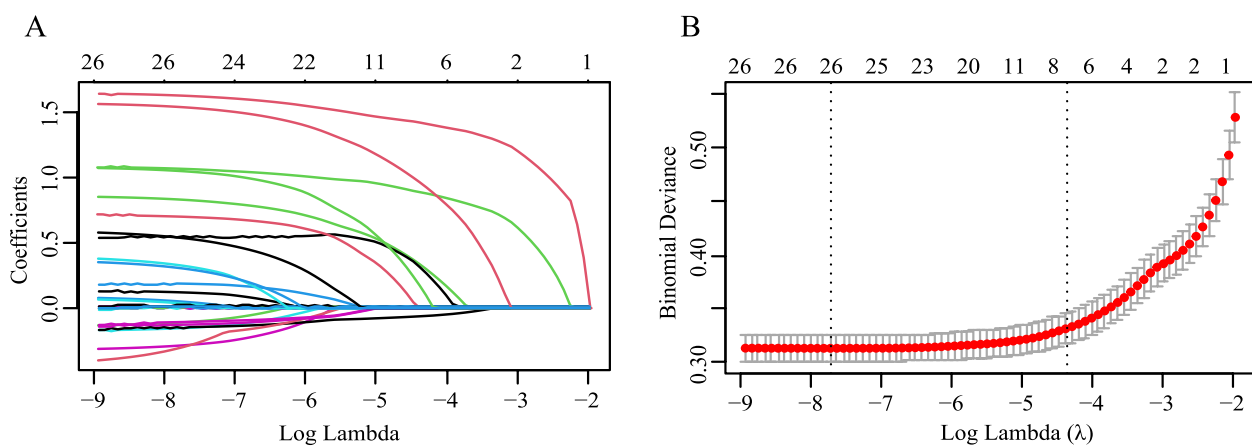 A
26 26 24 22 11 6 2 1
Coefficients
1.5
1.0
0.5
0.0
−9 −8 −7 −6 −5 −4 −3 −2
Log Lambda
B
26 26 26 25 23 20 11 8 6 4 2 2 1
Binomial Deviance
0.50
0.40
0.30
−9 −8 −7 −6 −5 −4 −3 −2
Log Lambda (λ)